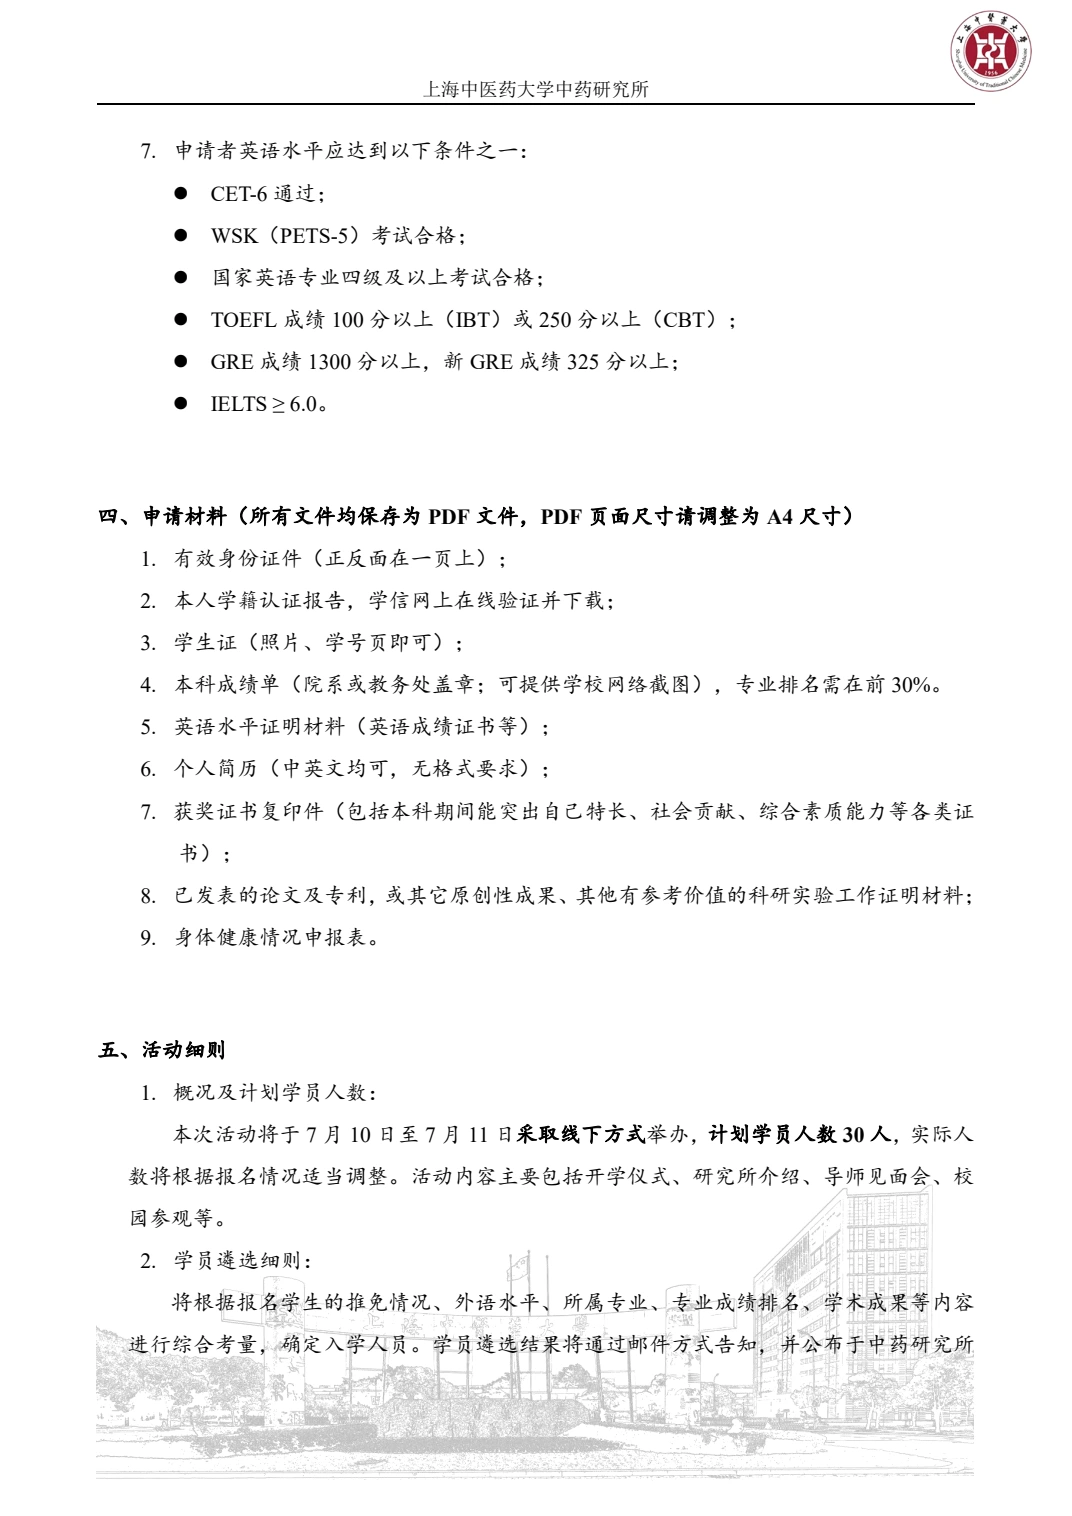 上海中医药大学
Shanghai University of Traditional Chinese Medicine
1956
上海中医药大学中药研究所
7. 申请者英语水平应达到以下条件之一：
● CET-6 通过；
● WSK（PETS-5）考试合格；
● 国家英语专业四级及以上考试合格；
● TOEFL 成绩 100 分以上（IBT）或 250 分以上（CBT）；
● GRE 成绩 1300 分以上，新 GRE 成绩 325 分以上；
● IELTS ≥ 6.0。
四、申请材料（所有文件均保存为 PDF 文件，PDF 页面尺寸请调整为 A4 尺寸）
1. 有效身份证件（正反面在一页上）；
2. 本人学籍认证报告，学信网上在线验证并下载；
3. 学生证（照片、学号页即可）；
4. 本科成绩单（院系或教务处盖章；可提供学校网络截图），专业排名需在前 30%。
5. 英语水平证明材料（英语成绩证书等）；
6. 个人简历（中英文均可，无格式要求）；
7. 获奖证书复印件（包括本科期间能突出自己特长、社会贡献、综合素质能力等各类证
书）；
8. 已发表的论文及专利，或其它原创性成果、其他有参考价值的科研实验工作证明材料；
9. 身体健康情况申报表。
五、活动细则
1. 概况及计划学员人数：
本次活动将于 7 月 10 日至 7 月 11 日采取线下方式举办，计划学员人数 30 人，实际人
数将根据报名情况适当调整。活动内容主要包括开学仪式、研究所介绍、导师见面会、校
园参观等。
2. 学员遴选细则：
将根据报名学生的推免情况、外语水平、所属专业、专业成绩排名、学术成果等内容
进行综合考量，确定入学人员。学员遴选结果将通过邮件方式告知，并公布于中药研究所